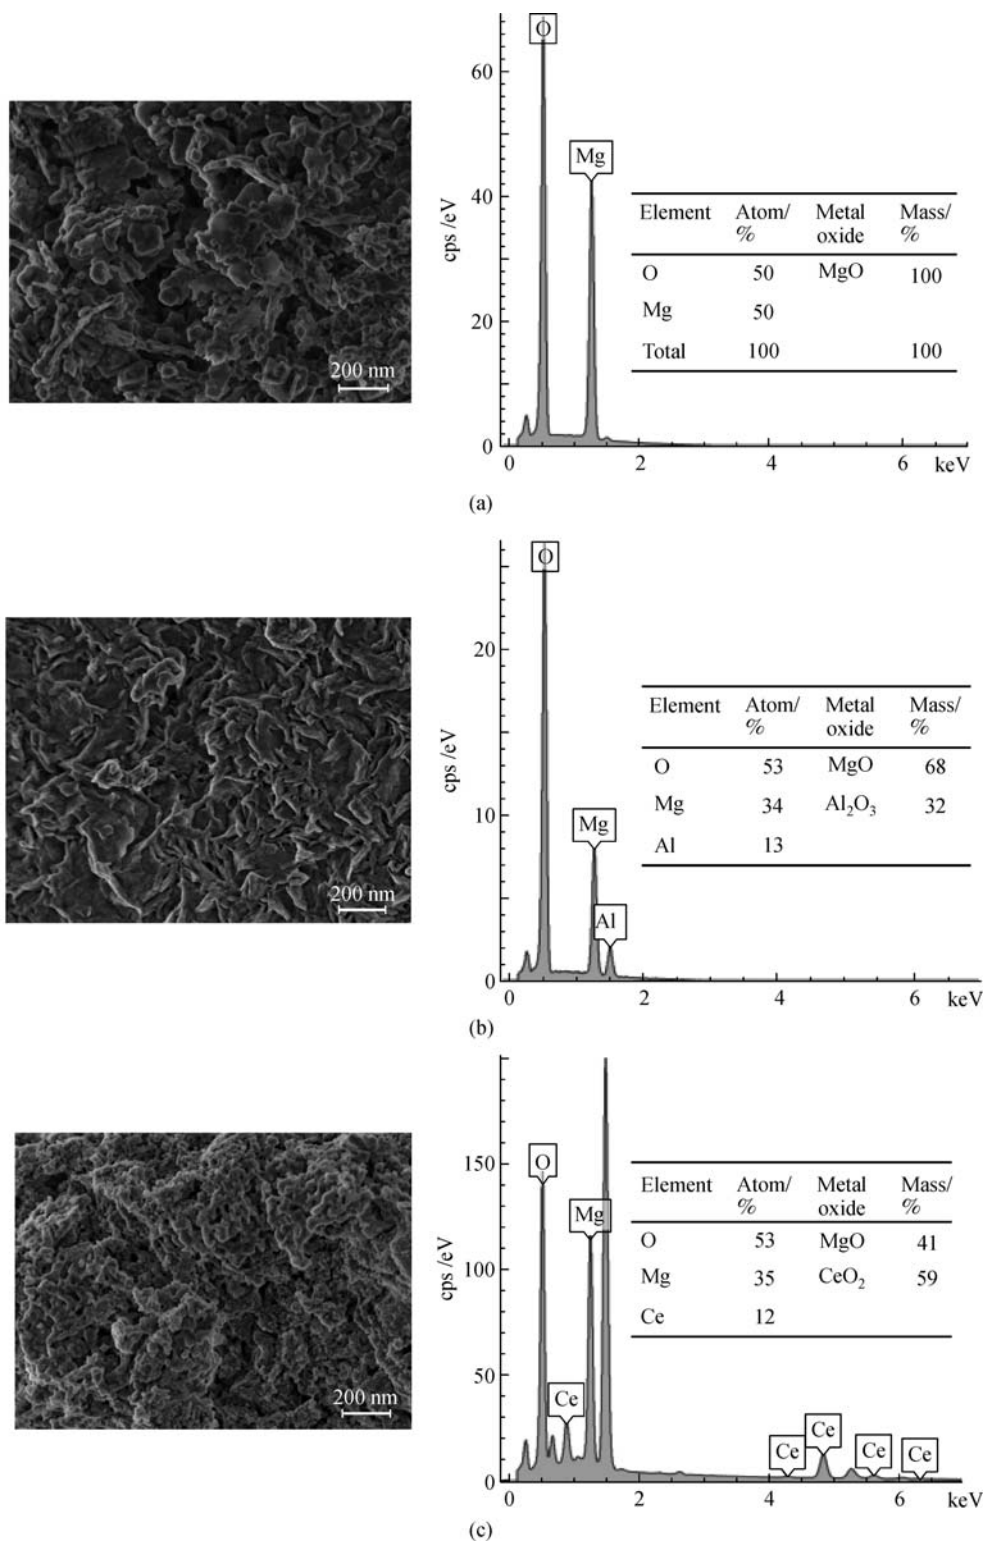 O
60
Mg
40
20
0
cps /eV
Element Atom/ % Metal oxide Mass/ %
O 50 MgO 100
Mg 50
Total 100 100
200 nm
0 2 4 6 keV
(a)
O
20
Mg
10
Al
0
cps /eV
Element Atom/ % Metal oxide Mass/ %
O 53 MgO 68
Mg 34 Al₂O₃ 32
Al 13
200 nm
0 2 4 6
keV
(b)
150
O
Mg
100
50
Ce
Ce
Ce
Ce
Ce
0
cps /eV
Element Atom/ % Metal oxide Mass/ %
O 53 MgO 41
Mg 35 CeO₂ 59
Ce 12
200 nm
0 2 4 6 keV
(c)